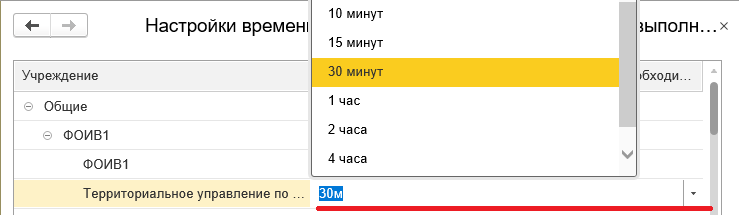 Настройки времени выполн...
10 минут
15 минут
30 минут
1 час
2 часа
4 часа
Учреждение обходи...
Общие
ФОИВ1
ФОИВ1
Территориальное управление по ... 30м